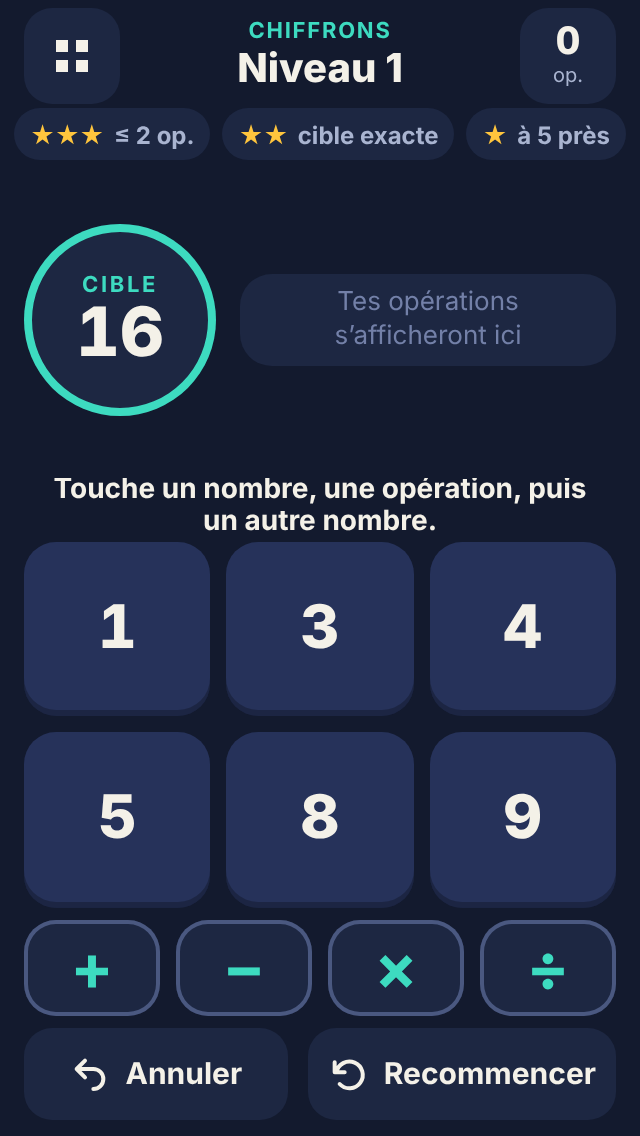 CHIFFRONS
Niveau 1
0
op.
★★★ ≤ 2 op.
★★ cible exacte
★ à 5 près
CIBLE
16
Tes opérations
s’afficheront ici
Touche un nombre, une opération, puis
un autre nombre.
1 3 4
5 8 9
+ − × ÷
Annuler
Recommencer